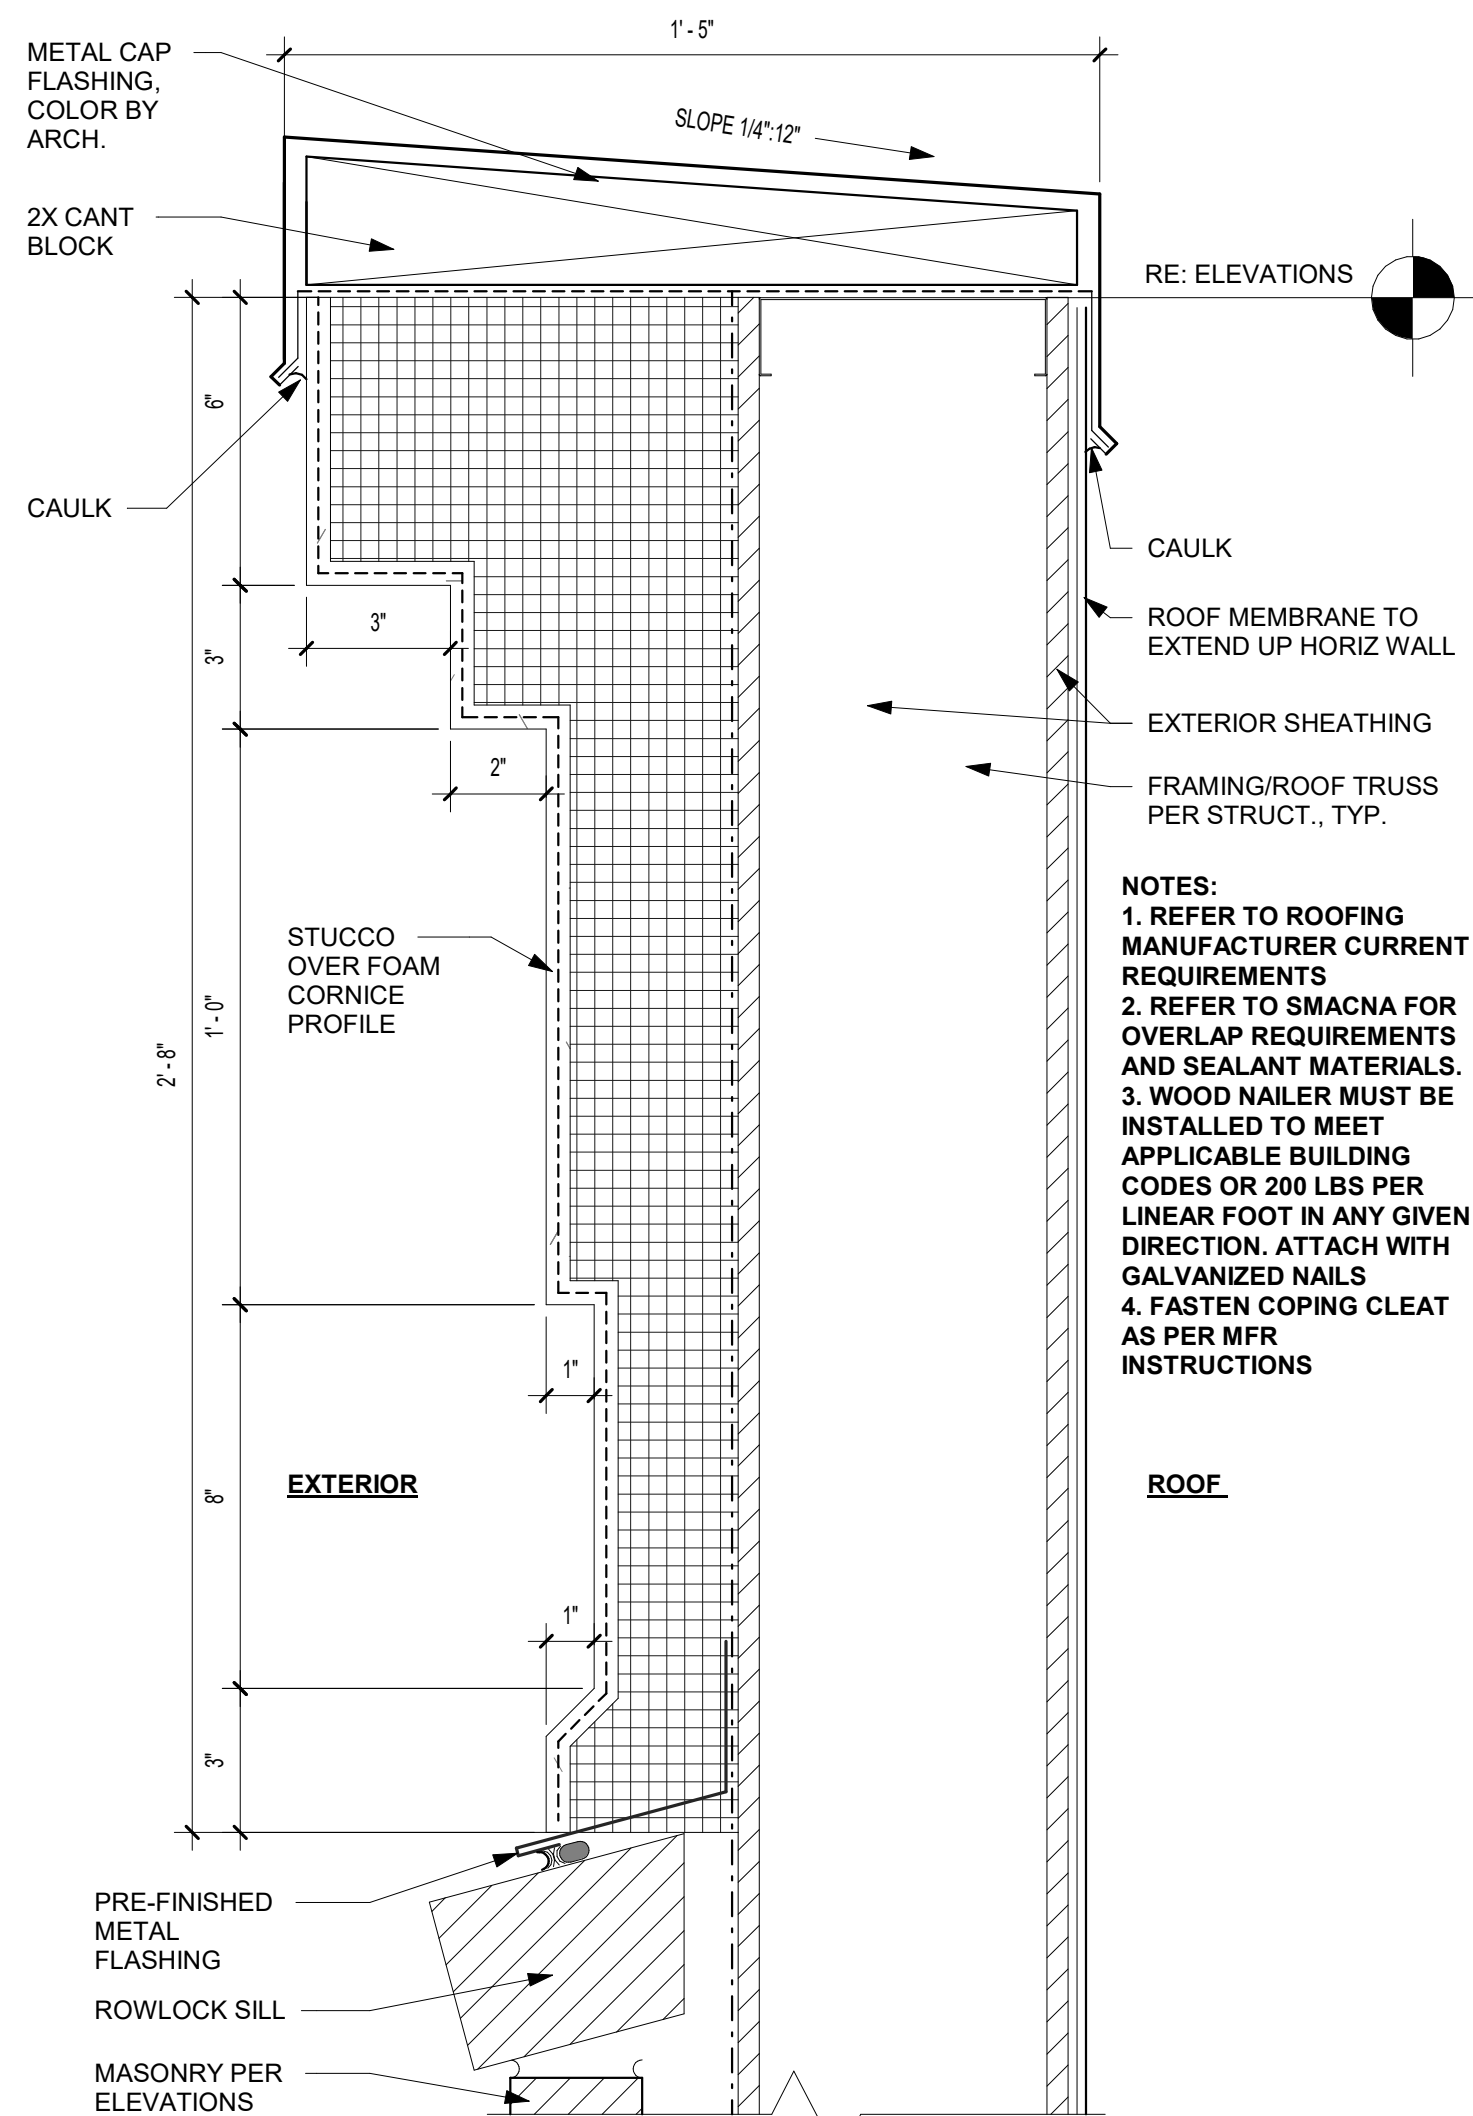 1' - 5"
METAL CAP
FLASHING,
COLOR BY
ARCH.
SLOPE 1/4":12"
2X CANT
BLOCK
RE: ELEVATIONS
6"
CAULK
CAULK
ROOF MEMBRANE TO
EXTEND UP HORIZ WALL
3"
3"
EXTERIOR SHEATHING
2"
FRAMING/ROOF TRUSS
PER STRUCT., TYP.
NOTES:
1. REFER TO ROOFING
MANUFACTURER CURRENT
REQUIREMENTS
2. REFER TO SMACNA FOR
OVERLAP REQUIREMENTS
AND SEALANT MATERIALS.
3. WOOD NAILER MUST BE
INSTALLED TO MEET
APPLICABLE BUILDING
CODES OR 200 LBS PER
LINEAR FOOT IN ANY GIVEN
DIRECTION. ATTACH WITH
GALVANIZED NAILS
4. FASTEN COPING CLEAT
AS PER MFR
INSTRUCTIONS
STUCCO
OVER FOAM
CORNICE
PROFILE
1' - 0"
2' - 8"
1"
EXTERIOR
ROOF
8"
1"
3"
PRE-FINISHED
METAL
FLASHING
ROWLOCK SILL
MASONRY PER
ELEVATIONS